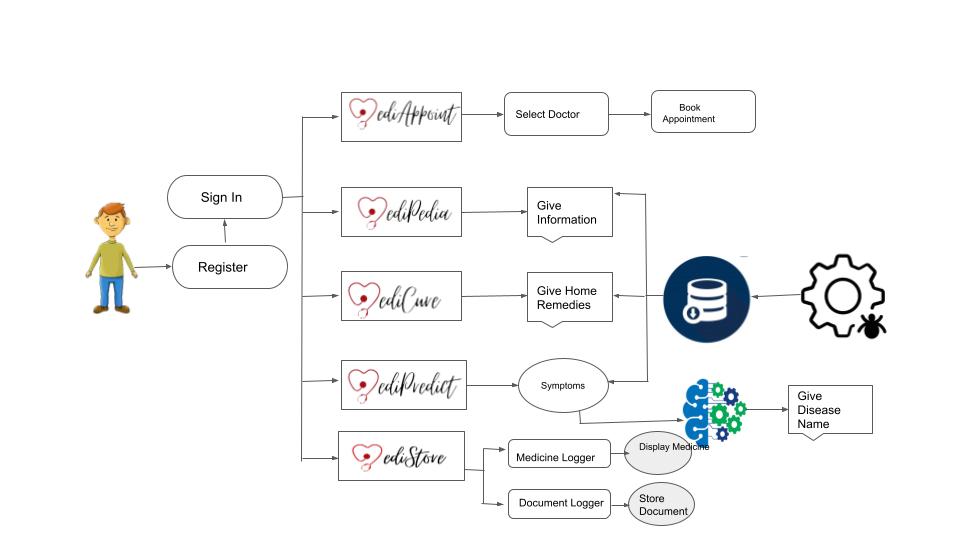 ediAppoint
Select Doctor
Book
Appointment
Sign In
Register
ediPedia
Give
Information
ediCure
Give Home
Remedies
ediPredict
Symptoms
Give
Disease
Name
ediStore
Medicine Logger
Display Medicine
Document Logger
Store
Document